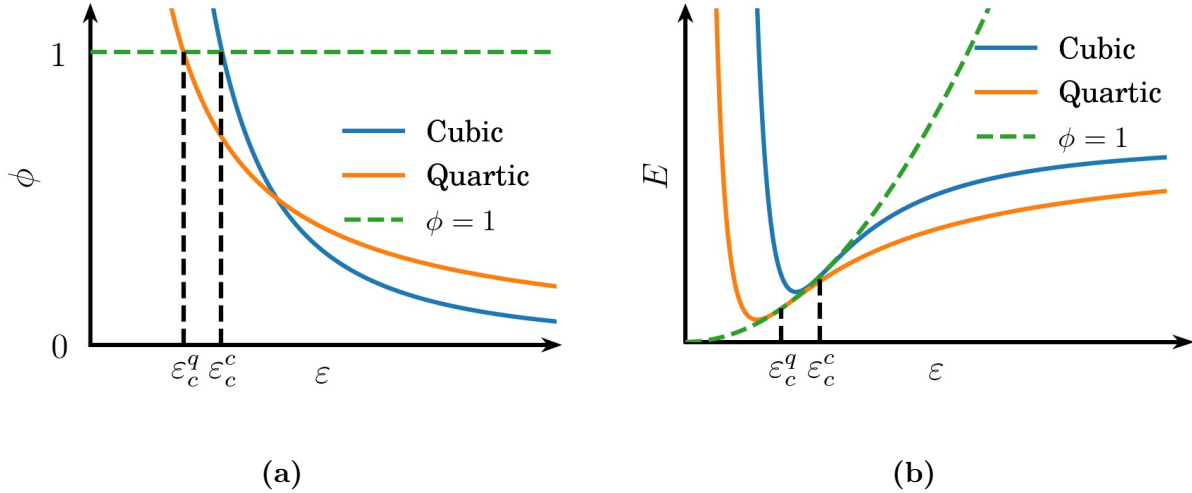 1
ϕ
Cubic
Quartic
ϕ = 1
0
ε_c^q ε_c^c ε
(a)
E
Cubic
Quartic
ϕ = 1
ε_c^q ε_c^c ε
(b)